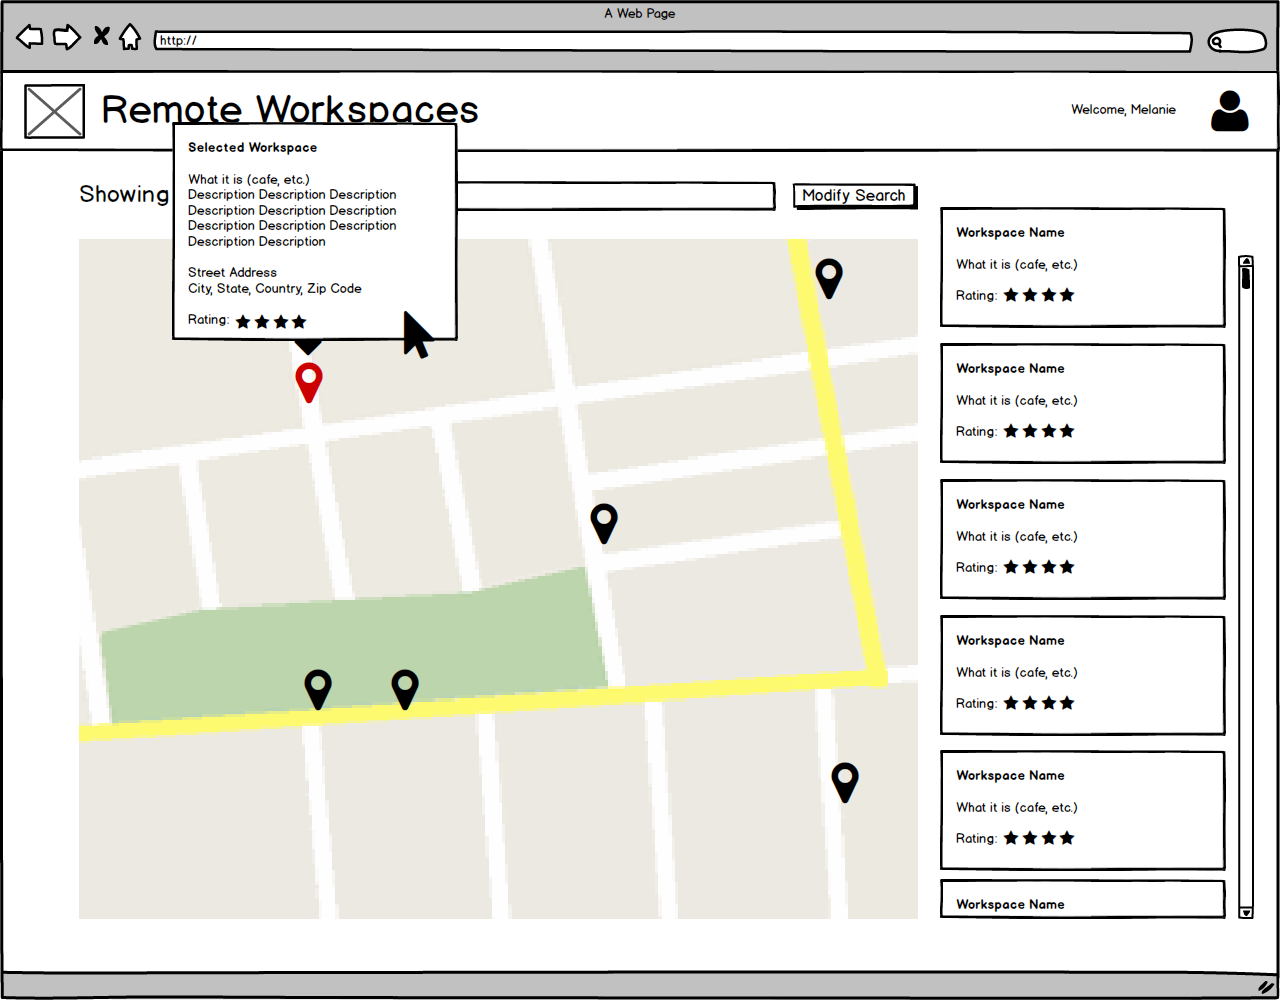 A Web Page
http://
Remote Workspaces
Welcome, Melanie
Selected Workspace
What it is (cafe, etc.)
Description Description Description
Description Description Description
Description Description Description
Description Description
Street Address
City, State, Country, Zip Code
Rating:
Showing
Modify Search
Workspace Name
What it is (cafe, etc.)
Rating:
Workspace Name
What it is (cafe, etc.)
Rating:
Workspace Name
What it is (cafe, etc.)
Rating:
Workspace Name
What it is (cafe, etc.)
Rating:
Workspace Name
What it is (cafe, etc.)
Rating:
Workspace Name